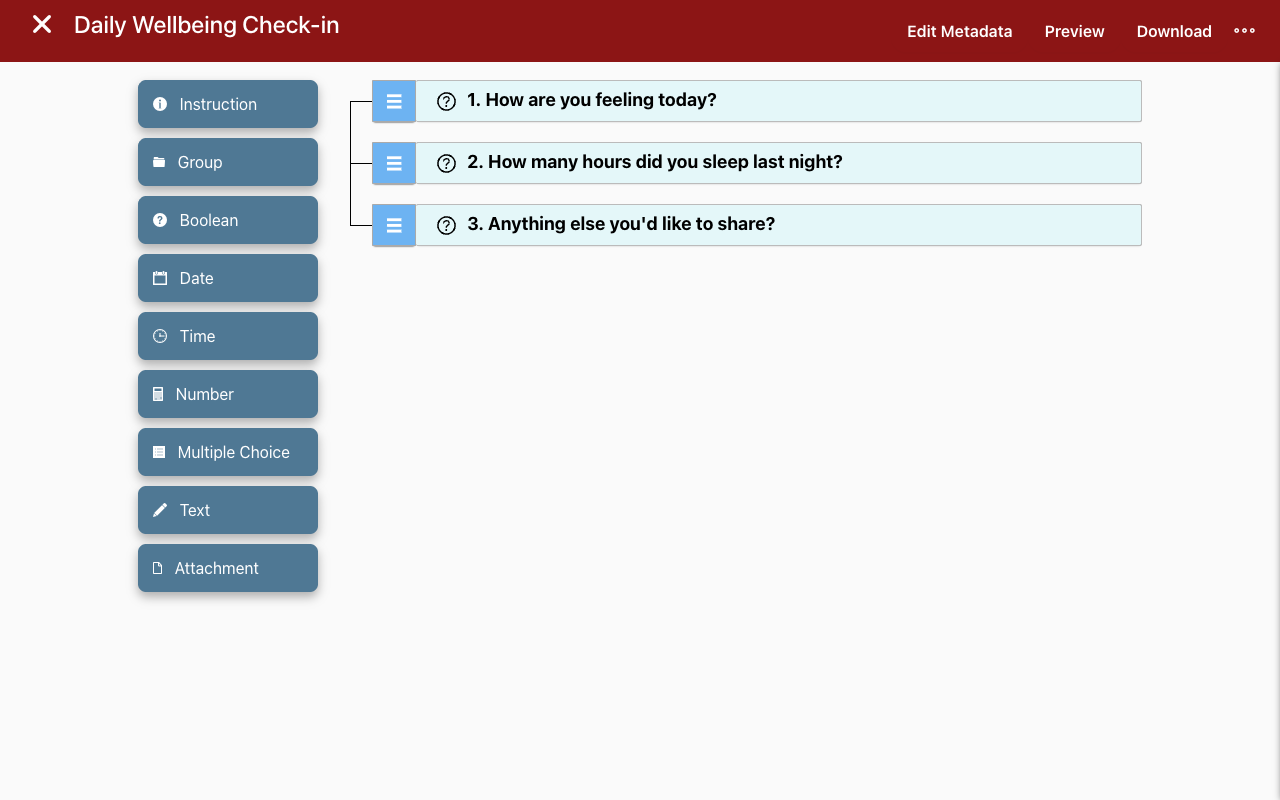 Daily Wellbeing Check-in
Edit Metadata
Preview
Download
Instruction
Group
Boolean
Date
Time
Number
Multiple Choice
Text
Attachment
1. How are you feeling today?
2. How many hours did you sleep last night?
3. Anything else you'd like to share?